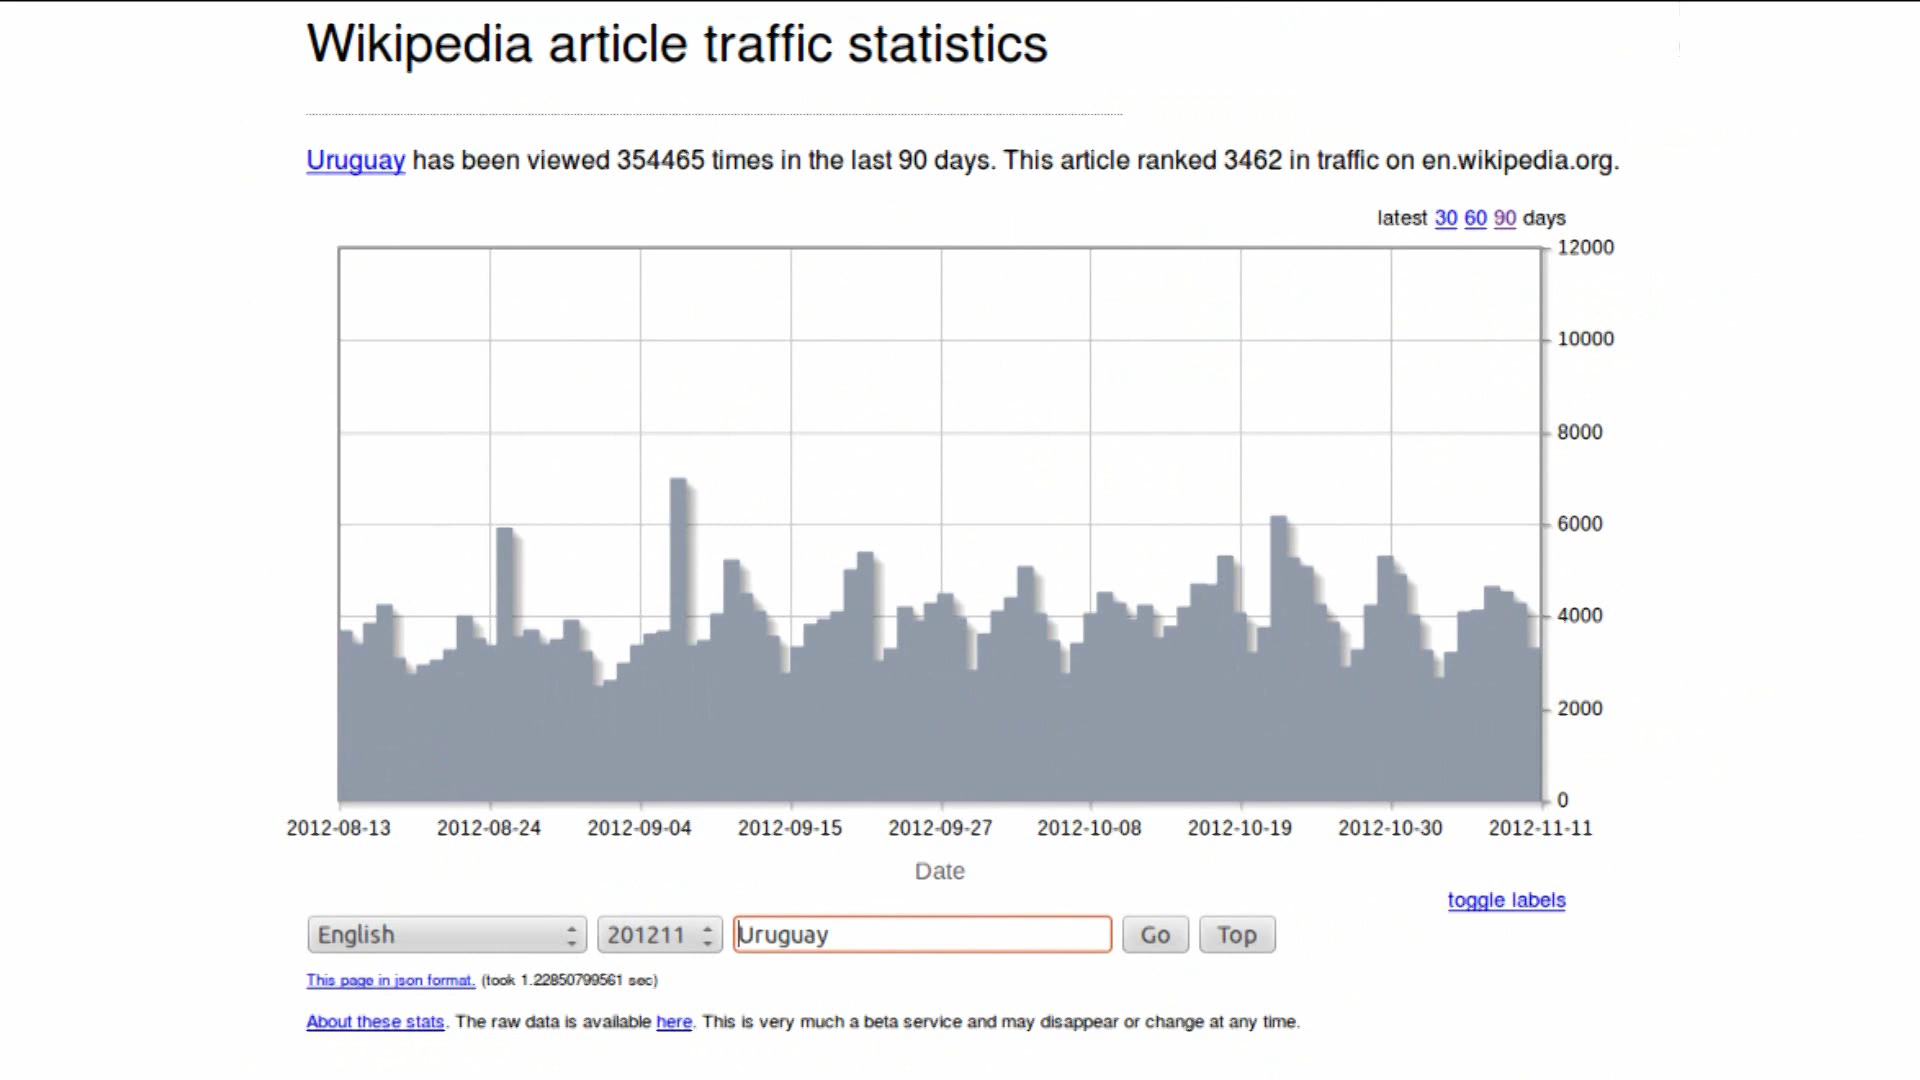 Wikipedia article traffic statistics
Uruguay has been viewed 354465 times in the last 90 days. This article ranked 3462 in traffic on en.wikipedia.org.
latest 30 60 90 days
12000
10000
8000
6000
4000
2000
0
2012-08-13 2012-08-24 2012-09-04 2012-09-15 2012-09-27 2012-10-08 2012-10-19 2012-10-30 2012-11-11
Date
toggle labels
English 201211 Uruguay Go Top
This page in json format. (took 1.22850799561 sec)
About these stats. The raw data is available here. This is very much a beta service and may disappear or change at any time.